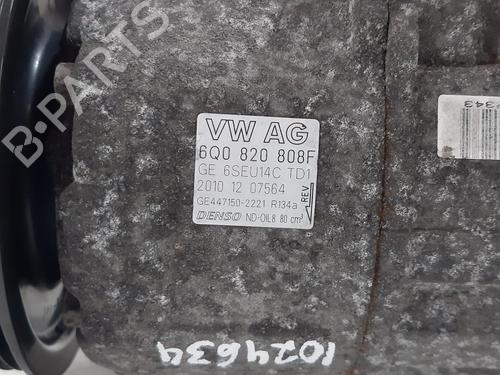 B-PARTS
VW AG
6Q0 820 808F
GE 6SEU14C TD1
2010 12 07564
GE447150-2221 R134a
DENSO ND-OIL8 80 cm³
REV
343
1024634